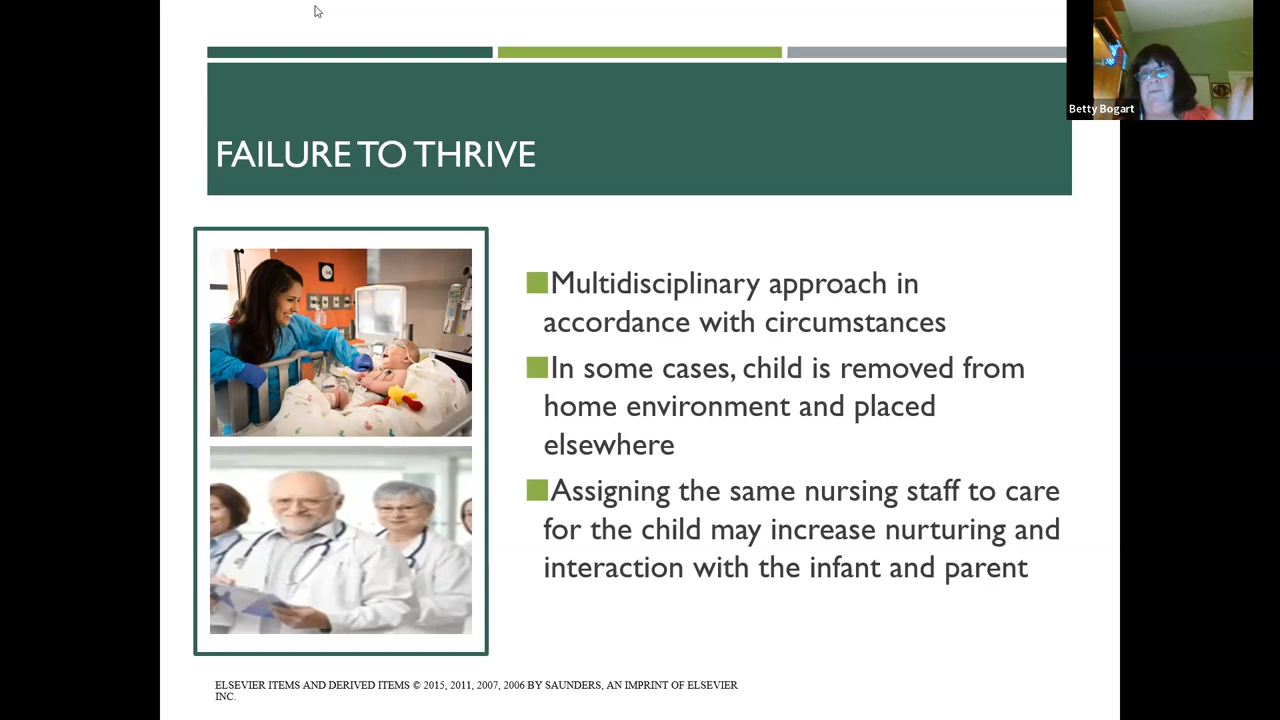 Betty Bogart
FAILURE TO THRIVE
Multidisciplinary approach in
accordance with circumstances
In some cases, child is removed from
home environment and placed
elsewhere
Assigning the same nursing staff to care
for the child may increase nurturing and
interaction with the infant and parent
ELSEVIER ITEMS AND DERIVED ITEMS © 2015, 2011, 2007, 2006 BY SAUNDERS, AN IMPRINT OF ELSEVIER
INC.